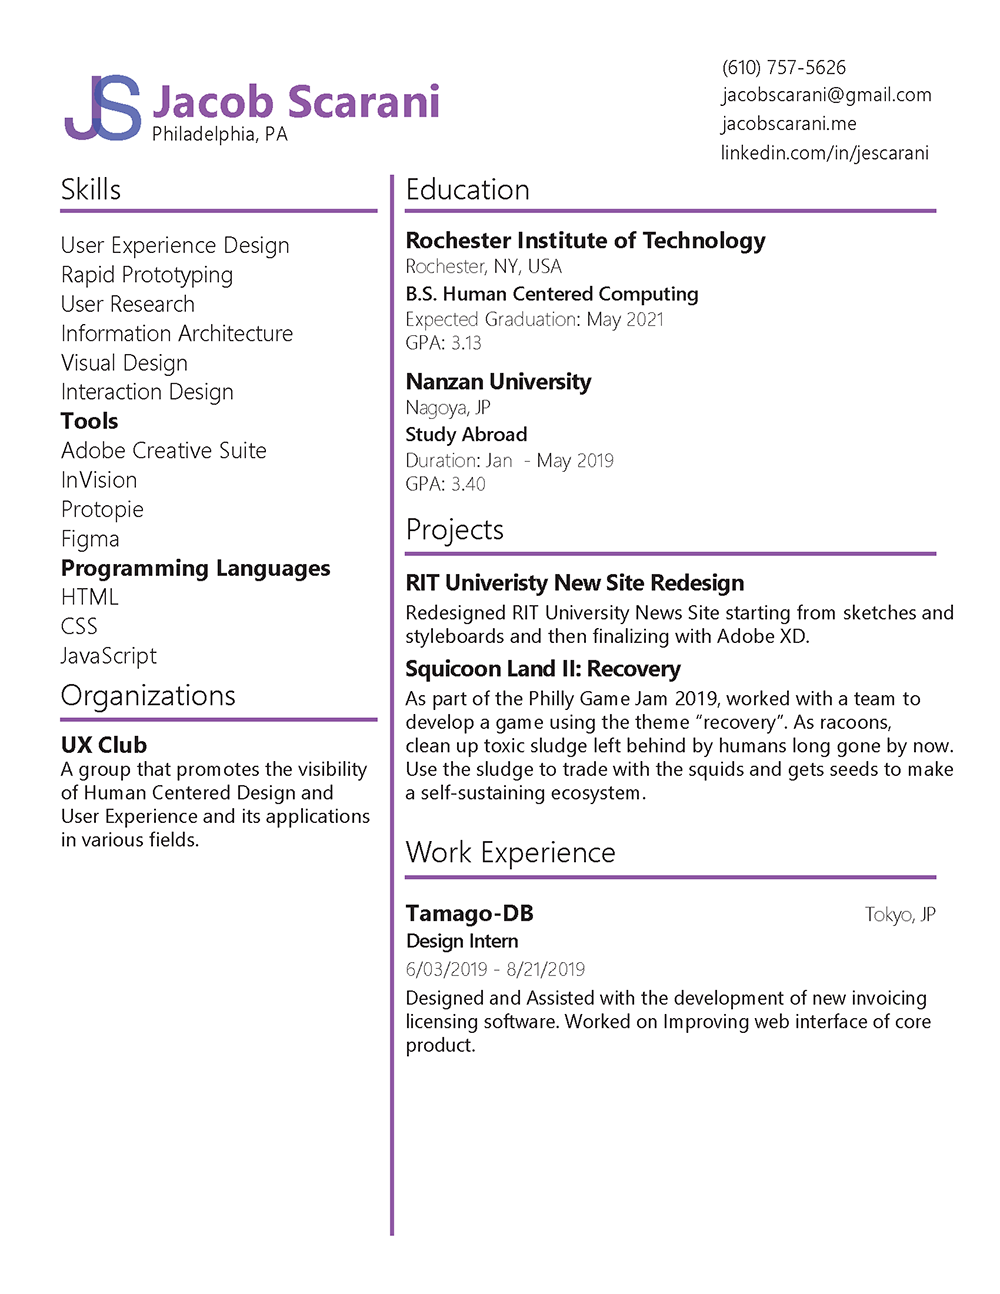 JS
Jacob Scarani
Philadelphia, PA
(610) 757-5626
jacobscarani@gmail.com
jacobscarani.me
linkedin.com/in/jescarani
Skills
User Experience Design
Rapid Prototyping
User Research
Information Architecture
Visual Design
Interaction Design
Tools
Adobe Creative Suite
InVision
Protopie
Figma
Programming Languages
HTML
CSS
JavaScript
Organizations
UX Club
A group that promotes the visibility
of Human Centered Design and
User Experience and its applications
in various fields.
Education
Rochester Institute of Technology
Rochester, NY, USA
B.S. Human Centered Computing
Expected Graduation: May 2021
GPA: 3.13
Nanzan University
Nagoya, JP
Study Abroad
Duration: Jan  - May 2019
GPA: 3.40
Projects
RIT Univeristy New Site Redesign
Redesigned RIT University News Site starting from sketches and
styleboards and then finalizing with Adobe XD.
Squicoon Land II: Recovery
As part of the Philly Game Jam 2019, worked with a team to
develop a game using the theme “recovery”. As racoons,
clean up toxic sludge left behind by humans long gone by now.
Use the sludge to trade with the squids and gets seeds to make
a self-sustaining ecosystem.
Work Experience
Tamago-DB Tokyo, JP
Design Intern
6/03/2019 - 8/21/2019
Designed and Assisted with the development of new invoicing
licensing software. Worked on Improving web interface of core
product.